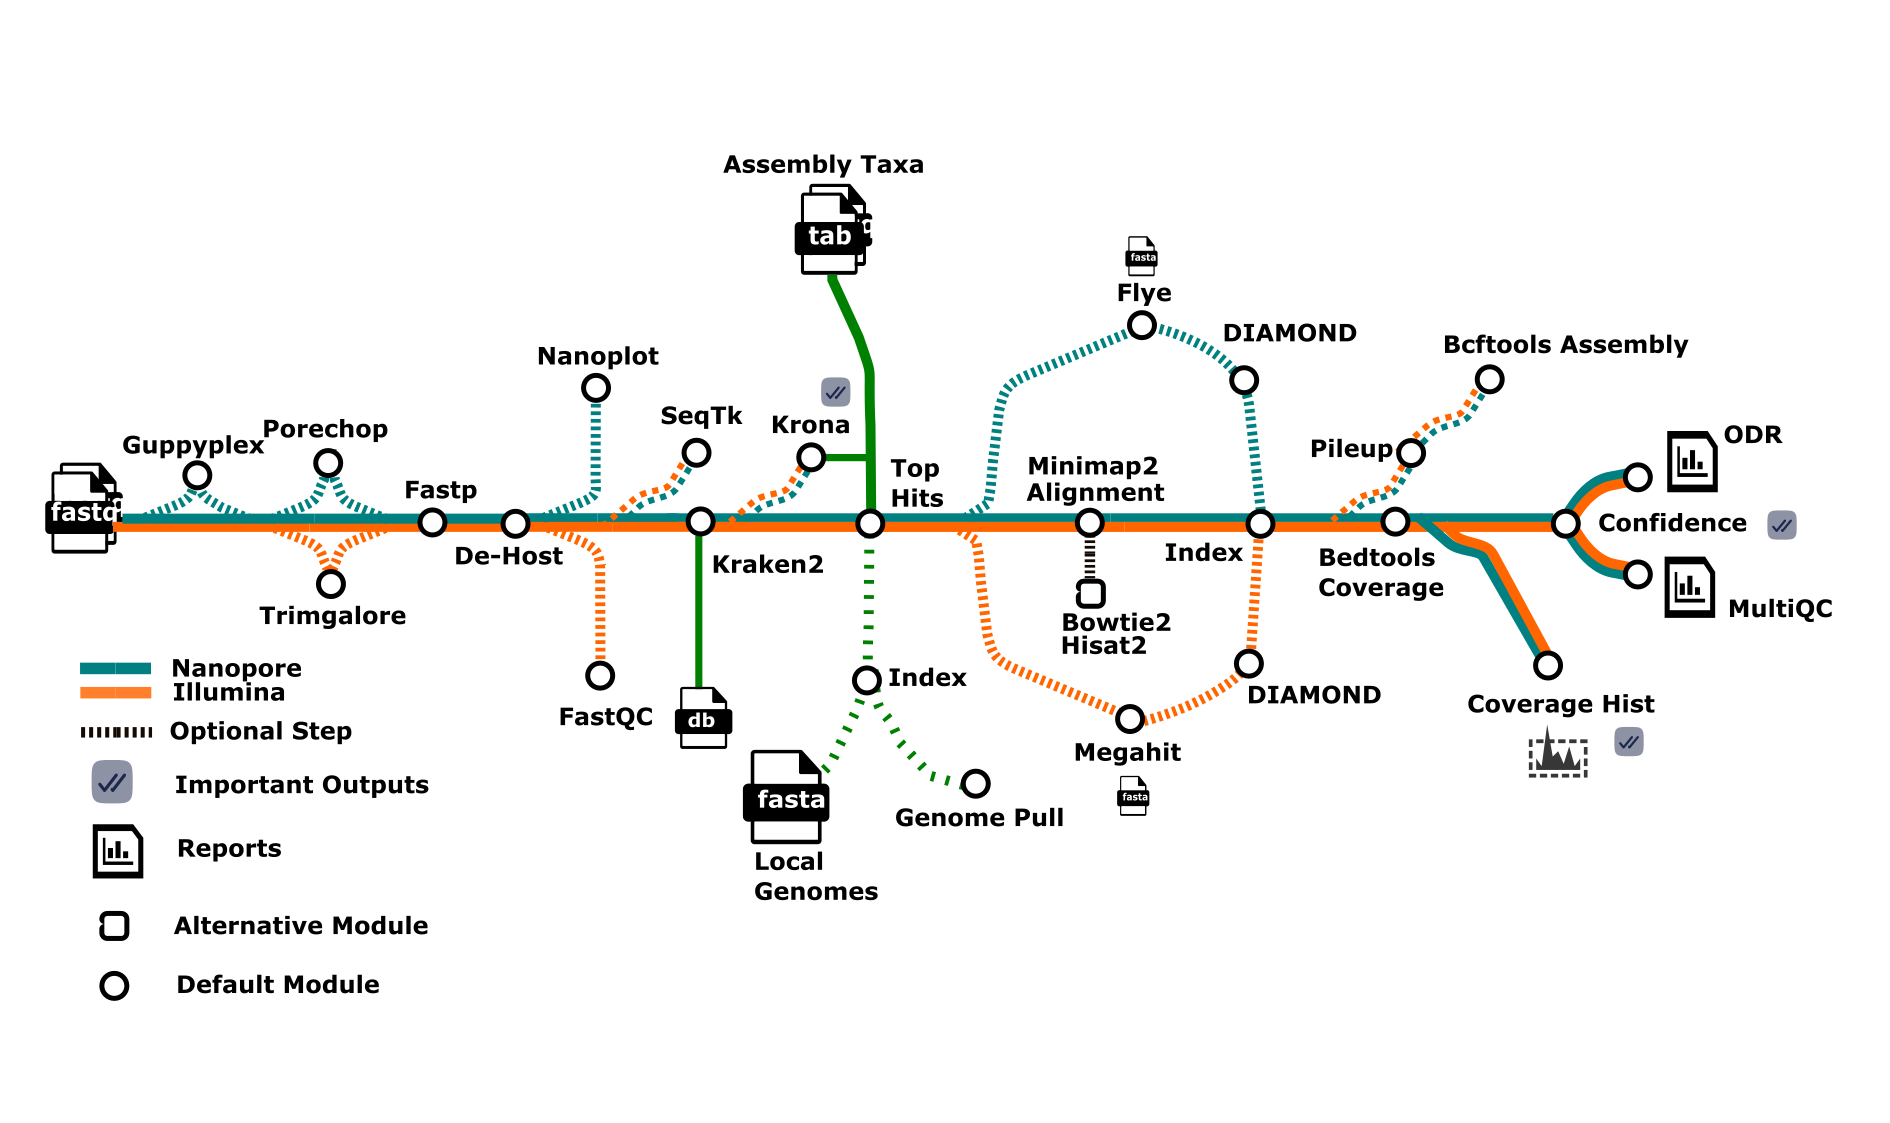 Assembly Taxa
tab
fasta
Flye
DIAMOND
Bcftools Assembly
Nanoplot
SeqTk
Krona
Guppyplex
Porechop
Fastp
Top
Hits
Minimap2
Alignment
Pileup
ODR
fastq
De-Host
Kraken2
Index
Bedtools
Coverage
Confidence
Trimgalore
Bowtie2
Hisat2
MultiQC
Nanopore
Illumina
Optional Step
Important Outputs
Reports
Alternative Module
Default Module
FastQC
db
Index
DIAMOND
Coverage Hist
Megahit
fasta
fasta
Genome Pull
Local
Genomes